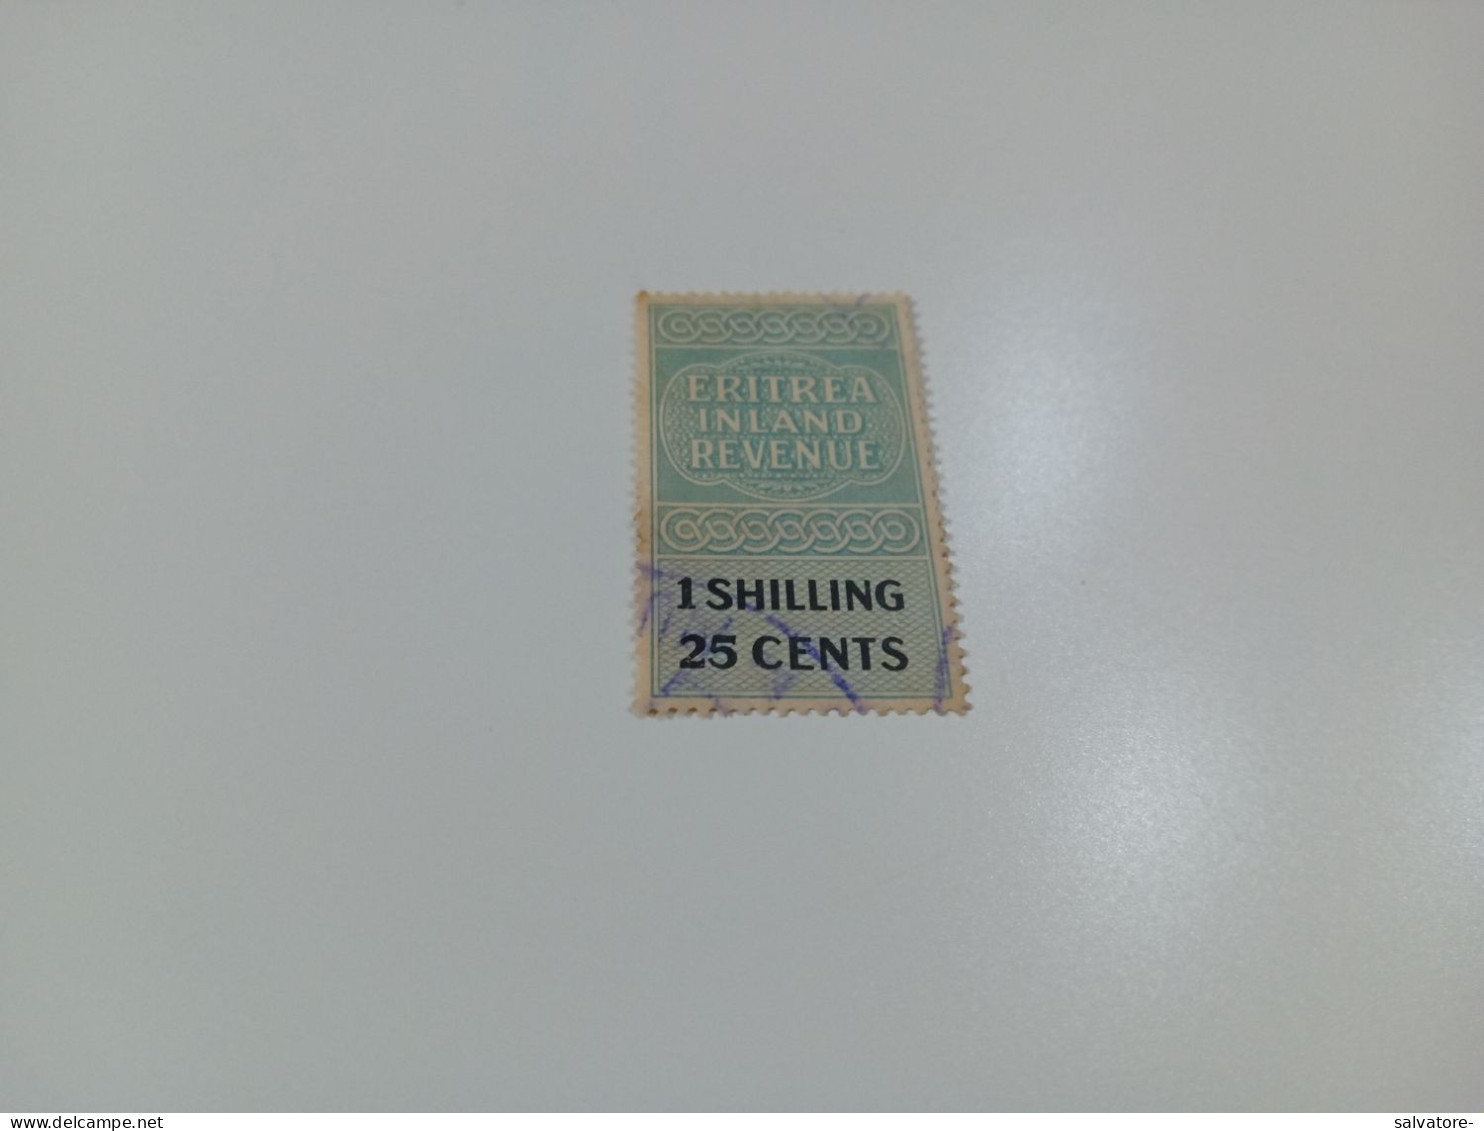 ERITREA
INLAND
REVENUE
1 SHILLING
25 CENTS
www.delcampe.net
salvatore-